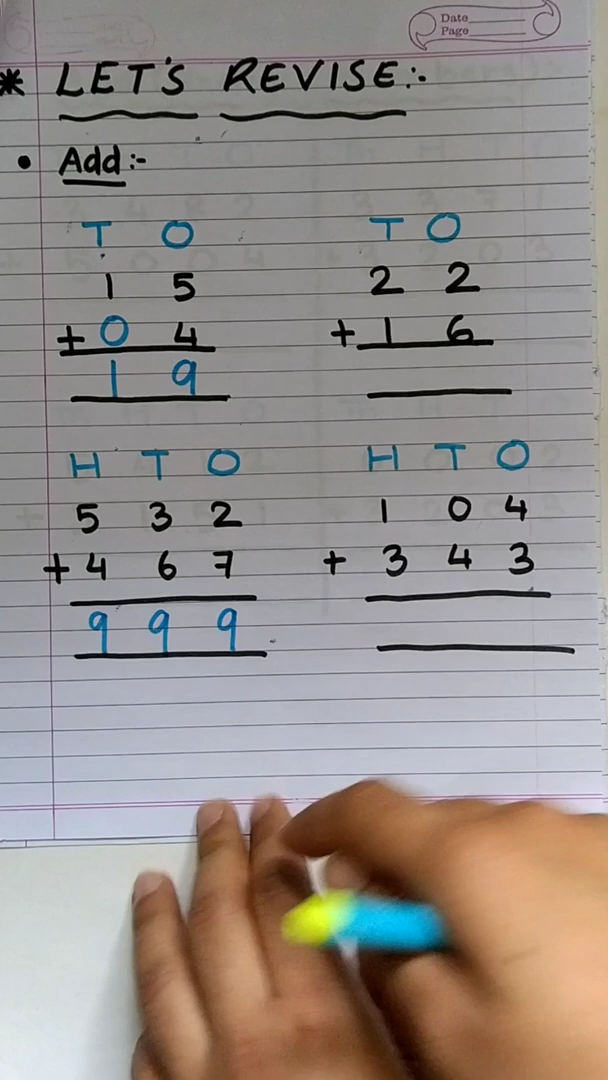 Date
Page
* LET'S REVISE:-
• Add:-
T O
1 5
+ 0 4
1 9
T O
2 2
+ 1 6
H T O
5 3 2
+ 4 6 7
9 9 9
H T O
1 0 4
+ 3 4 3